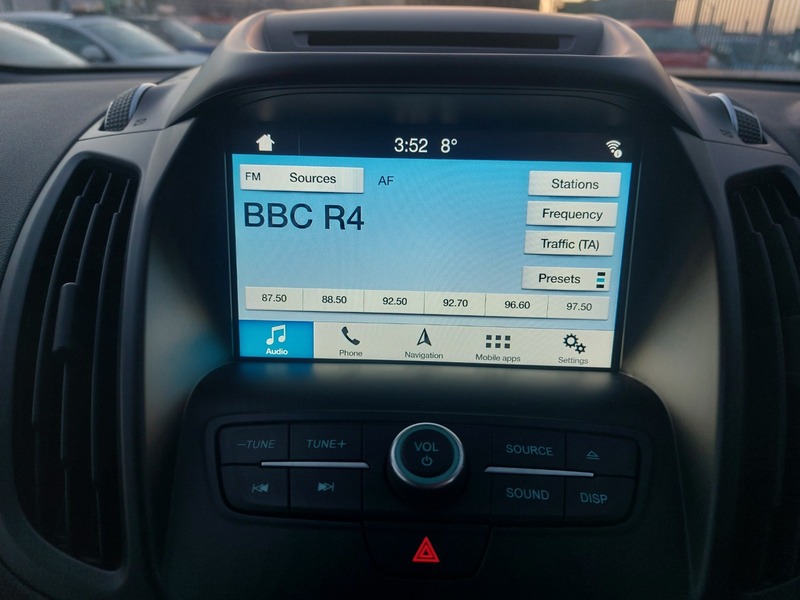 3:52 8°
FM Sources AF
Stations
BBC R4
Frequency
Traffic (TA)
Presets
87.50 88.50 92.50 92.70 96.60 97.50
Audio Phone Navigation Mobile apps Settings
−TUNE TUNE+ VOL SOURCE
SOUND DISP